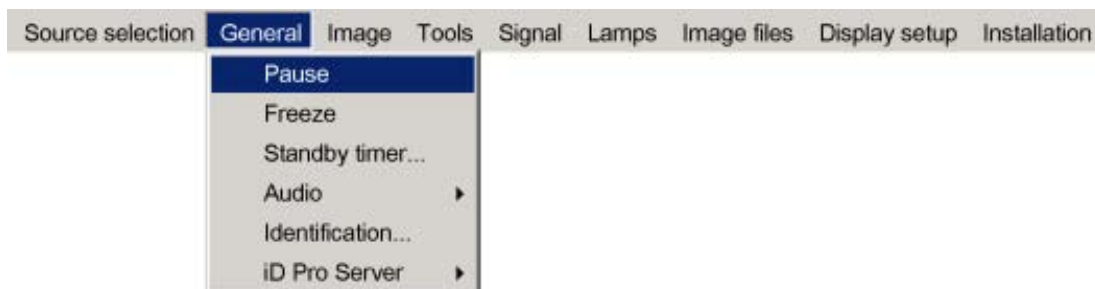 Source selection General Image Tools Signal Lamps Image files Display setup Installation
Pause
Freeze
Standby timer...
Audio
Identification...
iD Pro Server